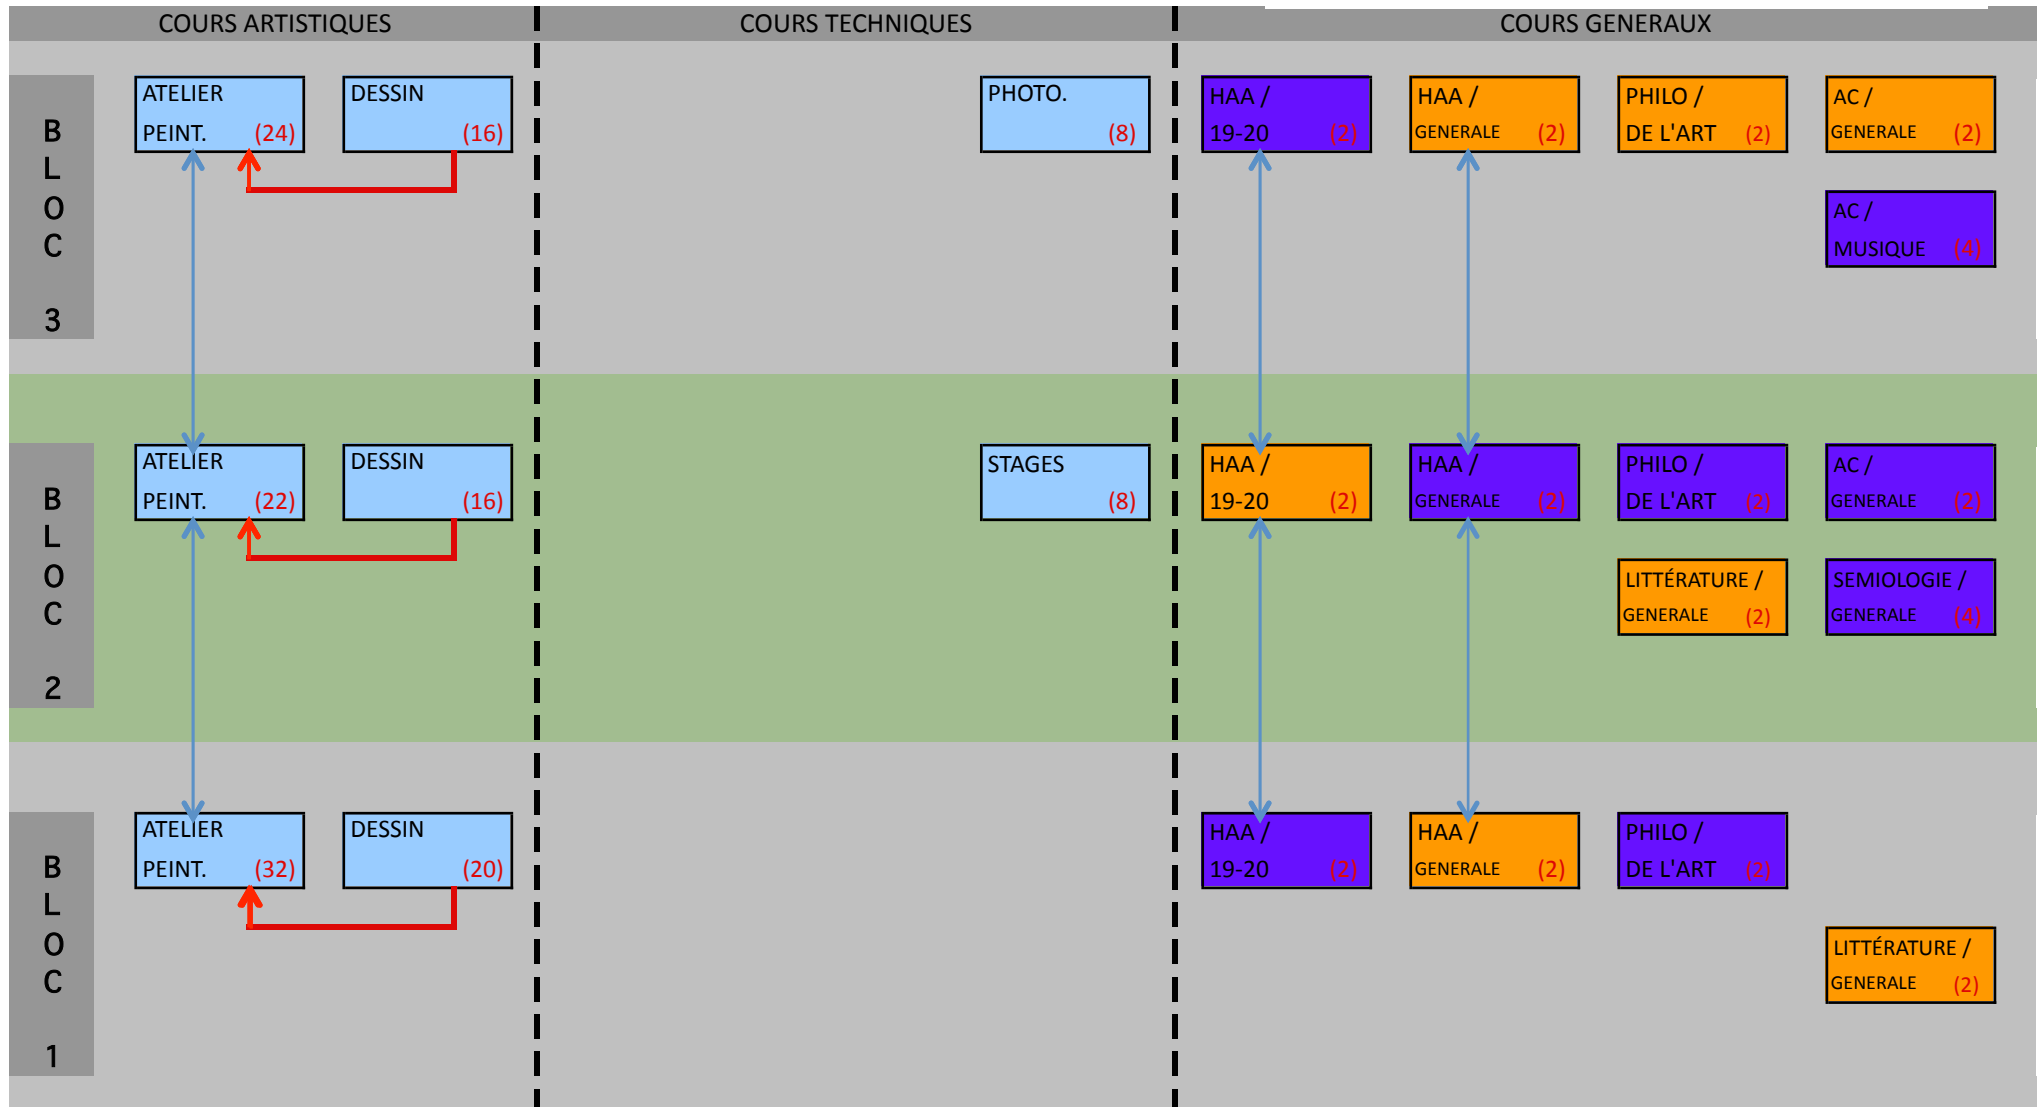 COURS ARTISTIQUES
COURS TECHNIQUES
COURS GENERAUX
B
L
O
C
3
ATELIER
PEINT. (24)
DESSIN
(16)
PHOTO.
(8)
HAA /
19-20 (2)
HAA /
GENERALE (2)
PHILO /
DE L'ART (2)
AC /
GENERALE (2)
AC /
MUSIQUE (4)
B
L
O
C
2
ATELIER
PEINT. (22)
DESSIN
(16)
STAGES
(8)
HAA /
19-20 (2)
HAA /
GENERALE (2)
PHILO /
DE L'ART (2)
AC /
GENERALE (2)
LITTÉRATURE /
GENERALE (2)
SEMIOLOGIE /
GENERALE (4)
B
L
O
C
1
ATELIER
PEINT. (32)
DESSIN
(20)
HAA /
19-20 (2)
HAA /
GENERALE (2)
PHILO /
DE L'ART (2)
LITTÉRATURE /
GENERALE (2)